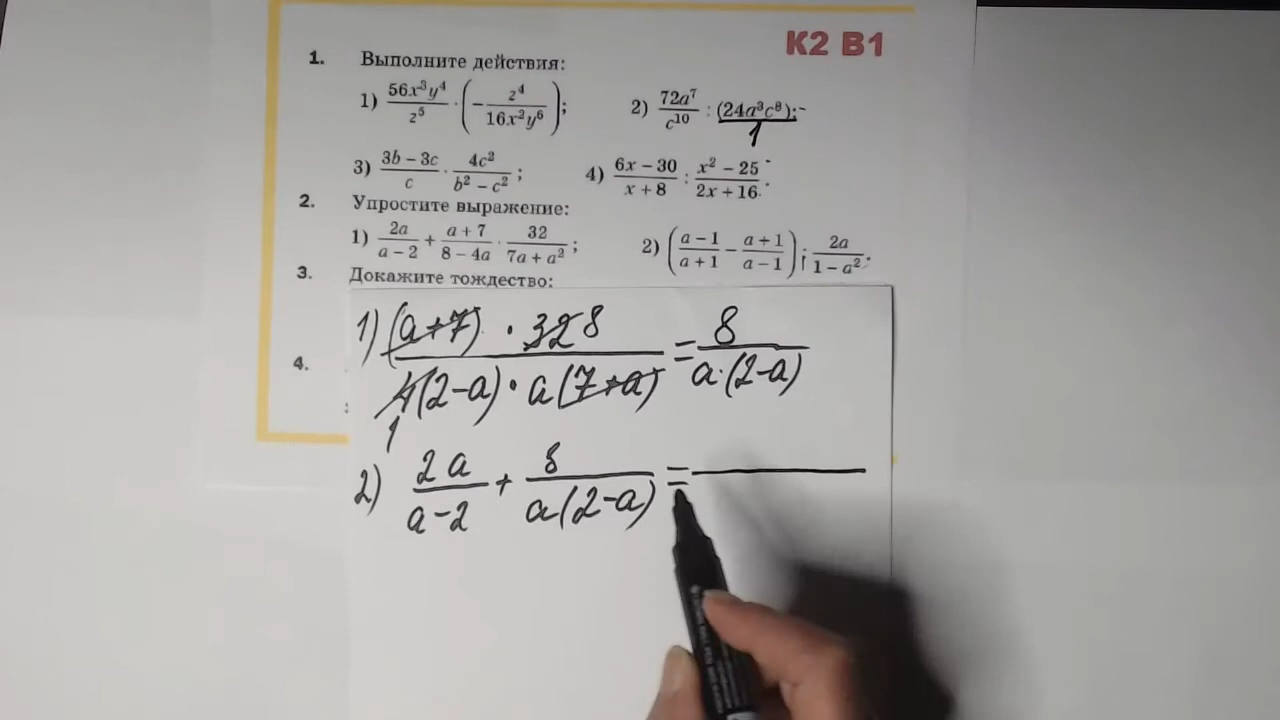 К2 В1
1. Выполните действия:
1) 56x³y⁴/z⁵ · (− z⁴/16x²y⁶); 2) 72a⁷/c¹⁰ : (24a³c⁸);
1
3) 3b − 3c/c · 4c²/b² − c²; 4) 6x − 30/x + 8 : x² − 25/2x + 16.
2. Упростите выражение:
1) 2a/a − 2 + a + 7/8 − 4a · 32/7a + a²; 2) (a − 1/a + 1 − a + 1/a − 1) : 2a/1 − a².
3. Докажите тождество:
1) (a+7) · 32 8/4(2−a) · a(7+a) = 8/a·(2−a)
4.
1
2) 2a/a−2 + 8/a(2−a) =